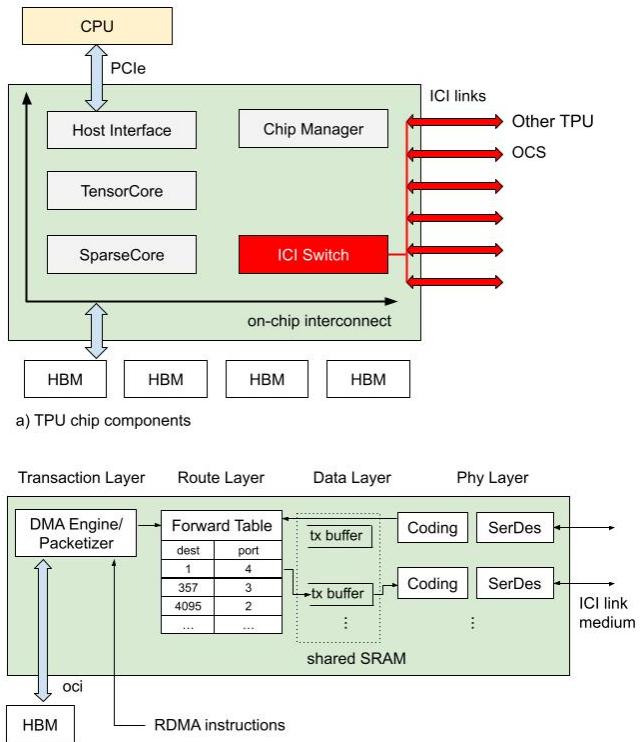 CPU
PCIe
ICI links
Host Interface
Chip Manager
Other TPU
OCS
TensorCore
SparseCore
ICI Switch
on-chip interconnect
HBM HBM HBM HBM
a) TPU chip components
Transaction Layer Route Layer Data Layer Phy Layer
DMA Engine/
Packetizer
Forward Table
dest port
1 4
357 3
4095 2
... ...
tx buffer
Coding SerDes
tx buffer
Coding SerDes
⋮ ⋮
ICI link
medium
shared SRAM
oci
HBM
RDMA instructions